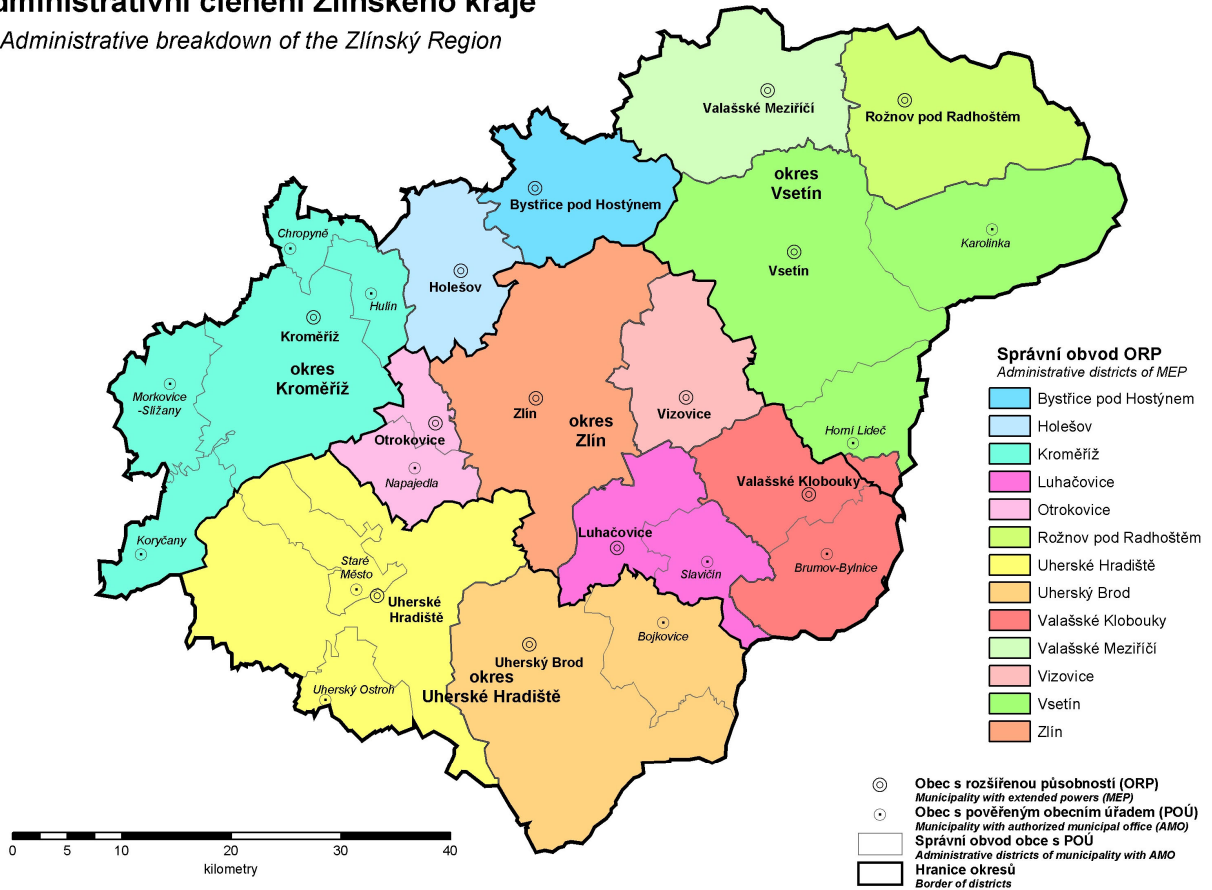 dministrativní členění Zlínského kraje
Administrative breakdown of the Zlínský Region
Valašské Meziříčí
Rožnov pod Radhoštěm
okres
Vsetín
Bystřice pod Hostýnem
Chropyně
Karolinka
Vsetín
Holešov
Hulín
Kroměříž
okres
Kroměříž
Morkovice
-Slížany
Zlín
okres
Zlín
Vizovice
Otrokovice
Horní Lideč
Napajedla
Valašské Klobouky
Koryčany
Luhačovice
Staré
Město
Slavičín
Brumov-Bylnice
Uherské
Hradiště
Bojkovice
Uherský Brod
okres
Uherské Hradiště
Uherský Ostroh
Správní obvod ORP
Administrative districts of MEP
Bystřice pod Hostýnem
Holešov
Kroměříž
Luhačovice
Otrokovice
Rožnov pod Radhoštěm
Uherské Hradiště
Uherský Brod
Valašské Klobouky
Valašské Meziříčí
Vizovice
Vsetín
Zlín
Obec s rozšířenou působností (ORP)
Municipality with extended powers (MEP)
Obec s pověřeným obecním úřadem (POÚ)
Municipality with authorized municipal office (AMO)
Správní obvod obce s POÚ
Administrative districts of municipality with AMO
Hranice okresů
Border of districts
0 5 10 20 30 40
kilometry